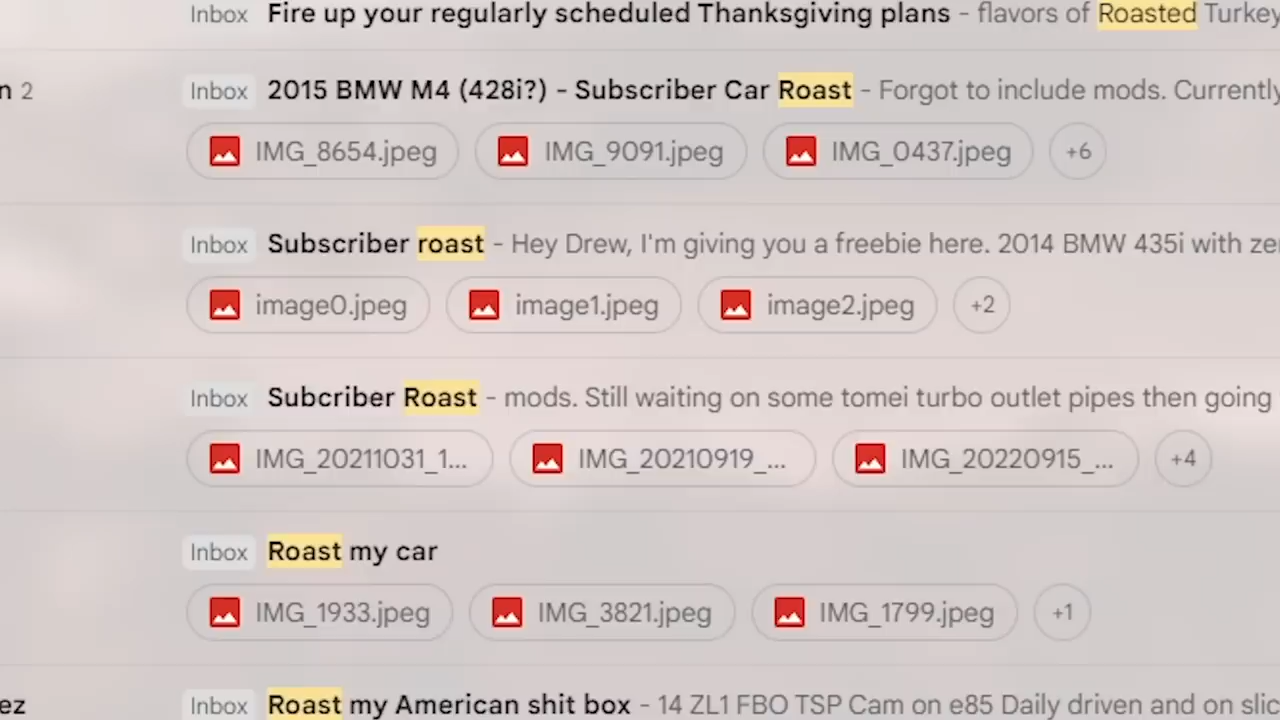 Inbox Fire up your regularly scheduled Thanksgiving plans - flavors of Roasted Turkey
n 2 Inbox 2015 BMW M4 (428i?) - Subscriber Car Roast - Forgot to include mods. Currently
IMG_8654.jpeg IMG_9091.jpeg IMG_0437.jpeg +6
Inbox Subscriber roast - Hey Drew, I'm giving you a freebie here. 2014 BMW 435i with
image0.jpeg image1.jpeg image2.jpeg +2
Inbox Subcriber Roast - mods. Still waiting on some tomei turbo outlet pipes then going
IMG_20211031_1... IMG_20210919_... IMG_20220915_... +4
Inbox Roast my car
IMG_1933.jpeg IMG_3821.jpeg IMG_1799.jpeg +1
ez Inbox Roast my American shit box - 14 ZL1 FBO TSP Cam on e85 Daily driven and on